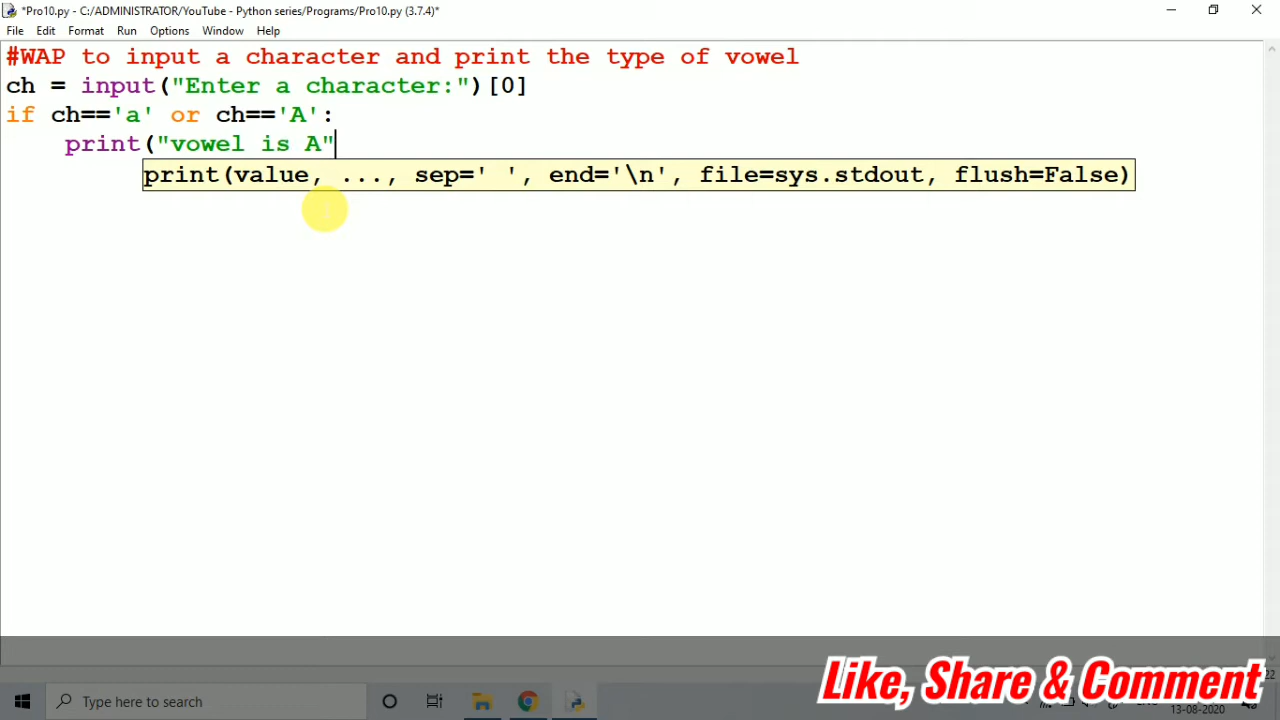 *Pro10.py - C:/ADMINISTRATOR/YouTube - Python series/Programs/Pro10.py (3.7.4)*
File Edit Format Run Options Window Help
#WAP to input a character and print the type of vowel
ch = input("Enter a character:")[0]
if ch=='a' or ch=='A':
    print("vowel is A"
print(value, ..., sep=' ', end='\n', file=sys.stdout, flush=False)
Like, Share & Comment
Type here to search
13-08-2020